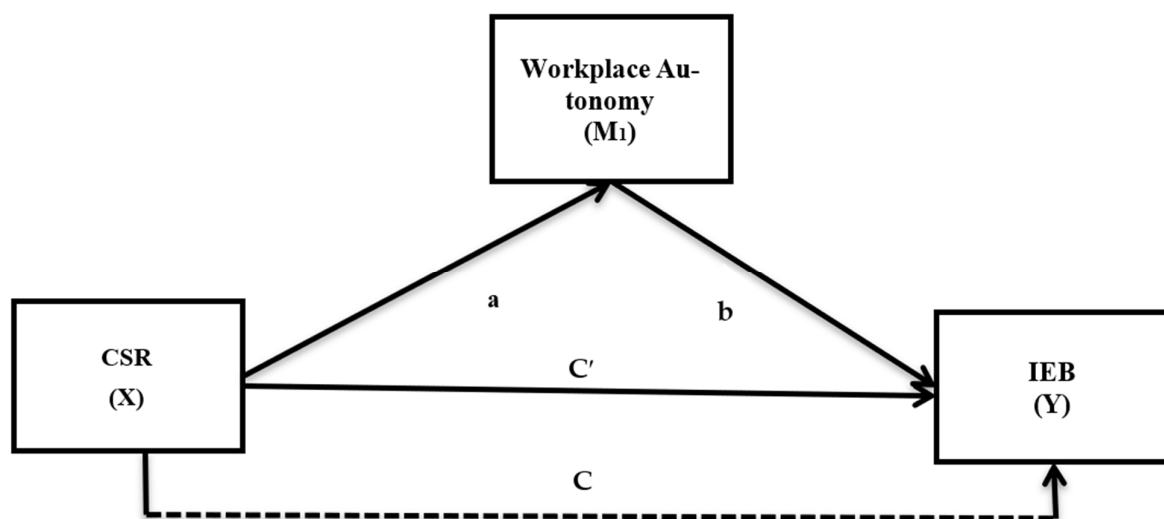 Workplace Au-
tonomy
(M₁)
a
b
CSR
(X)
C′
IEB
(Y)
C